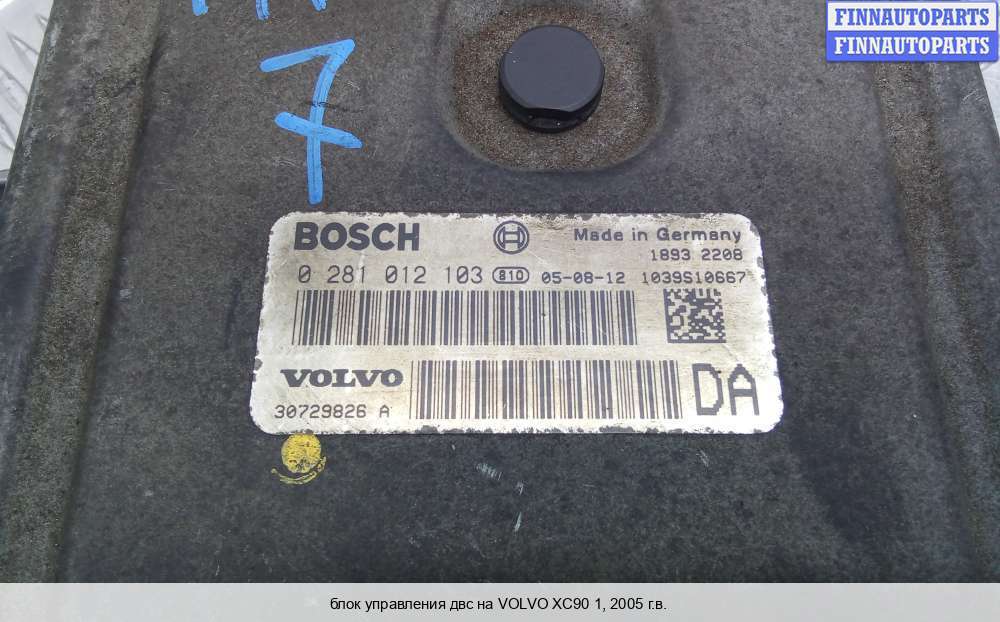 FINNAUTOPARTS
FINNAUTOPARTS
7
BOSCH
Made in Germany
1893 2208
0 281 012 103 810 05-08-12 1039S10667
VOLVO
30729826 A
DA
блок управления двс на VOLVO XC90 1, 2005 г.в.